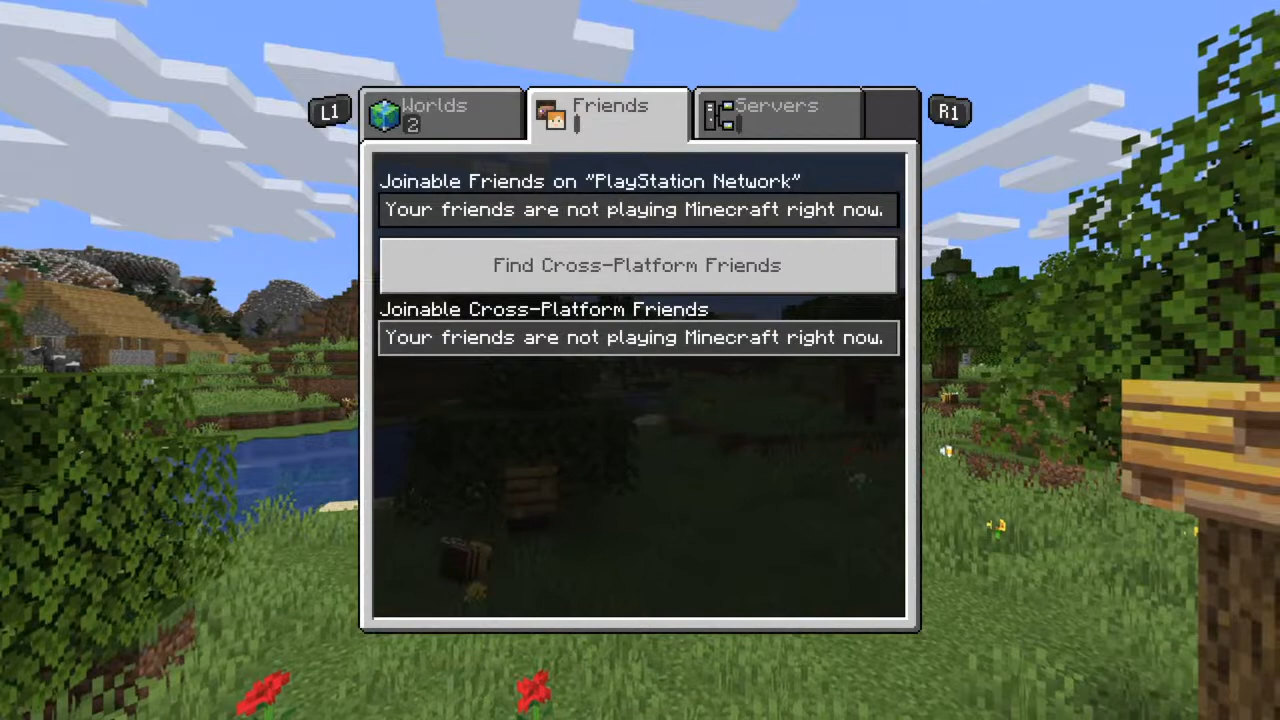 L1
Worlds
2
Friends
Servers
R1
Joinable Friends on "PlayStation Network"
Your friends are not playing Minecraft right now.
Find Cross-Platform Friends
Joinable Cross-Platform Friends
Your friends are not playing Minecraft right now.